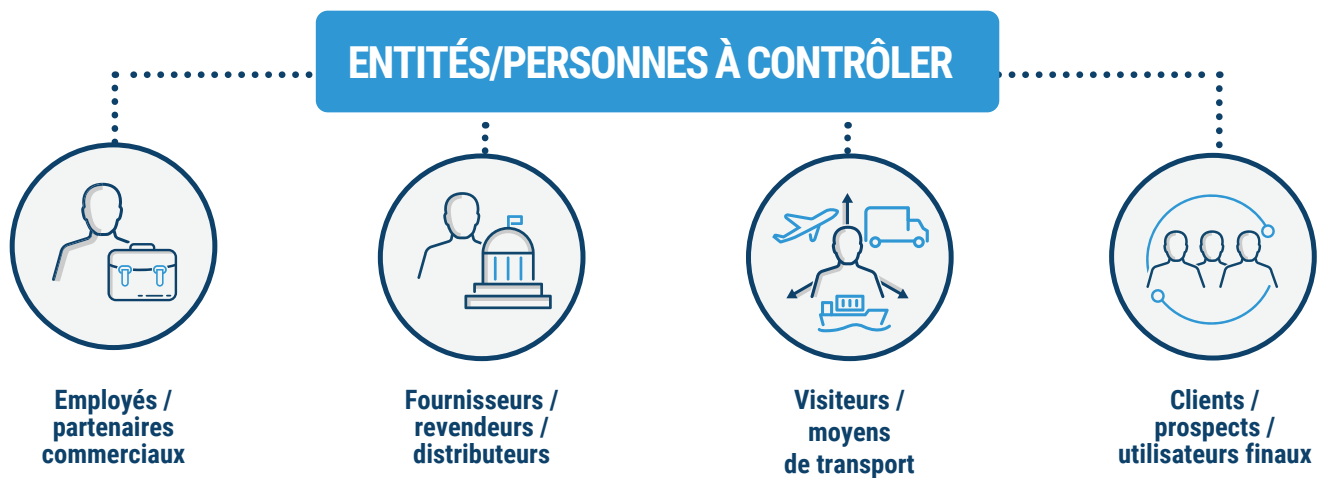 ENTITÉS/PERSONNES À CONTRÔLER
Employés /
partenaires
commerciaux
Fournisseurs /
revendeurs /
distributeurs
Visiteurs /
moyens
de transport
Clients /
prospects /
utilisateurs finaux